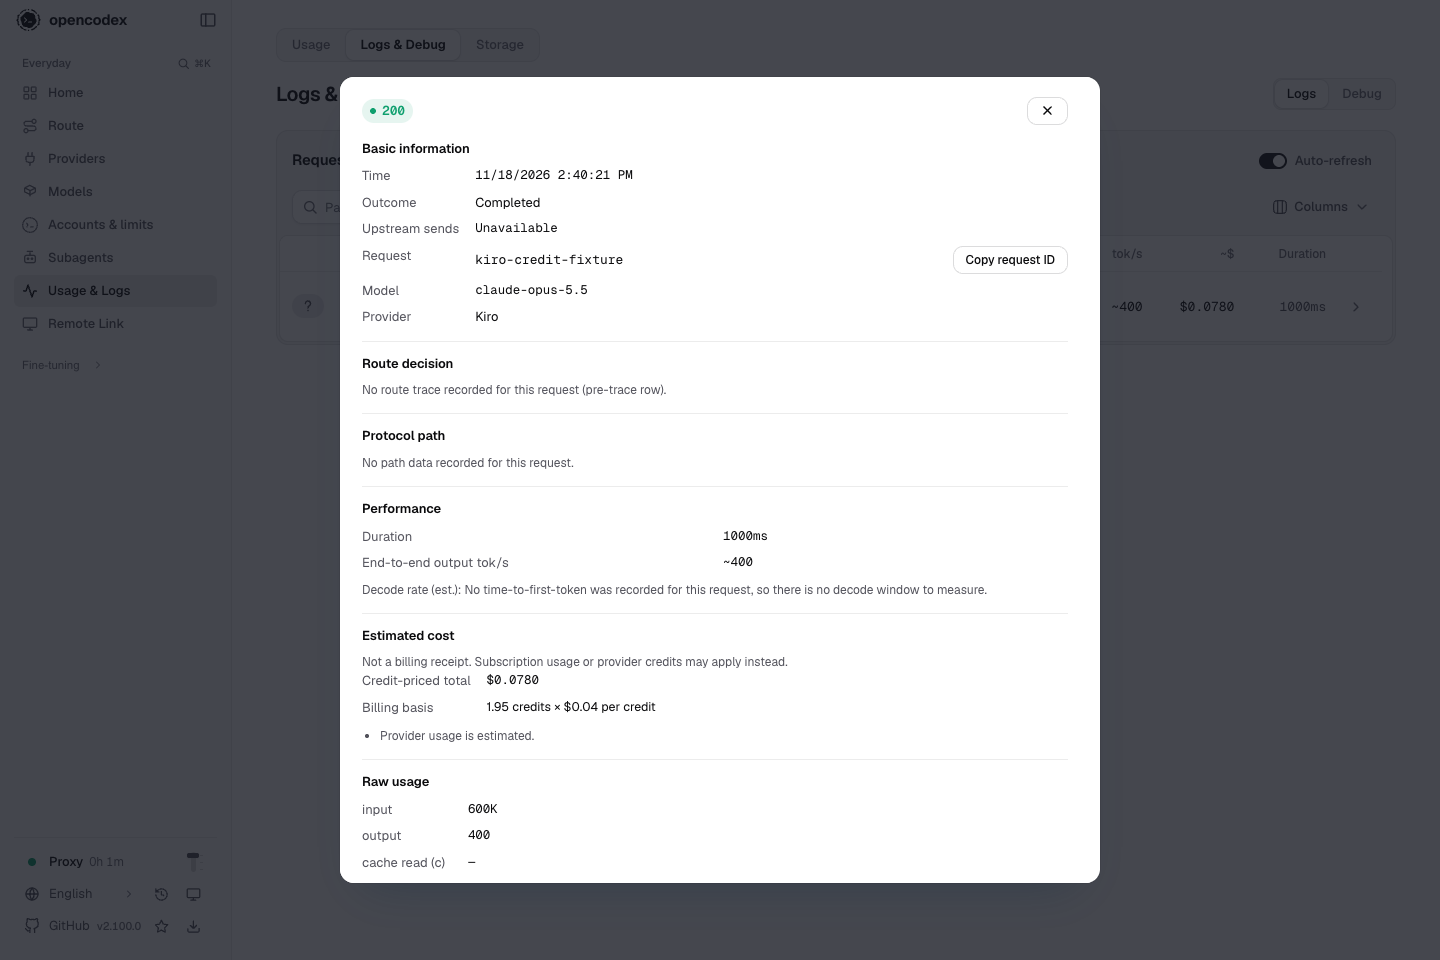 opencodex
Everyday
⌘K
Home
Route
Providers
Models
Accounts & limits
Subagents
Usage & Logs
Remote Link
Fine-tuning
Proxy 0h 1m
English
GitHub v2.100.0
Usage
Logs & Debug
Storage
Logs &
Logs
Debug
Reque
Auto-refresh
Pa
Columns
tok/s
~$
Duration
?
~400
$0.0780
1000ms
200
Basic information
Time 11/18/2026 2:40:21 PM
Outcome Completed
Upstream sends Unavailable
Request kiro-credit-fixture Copy request ID
Model claude-opus-5.5
Provider Kiro
Route decision
No route trace recorded for this request (pre-trace row).
Protocol path
No path data recorded for this request.
Performance
Duration 1000ms
End-to-end output tok/s ~400
Decode rate (est.): No time-to-first-token was recorded for this request, so there is no decode window to measure.
Estimated cost
Not a billing receipt. Subscription usage or provider credits may apply instead.
Credit-priced total $0.0780
Billing basis 1.95 credits × $0.04 per credit
• Provider usage is estimated.
Raw usage
input 600K
output 400
cache read (c) —